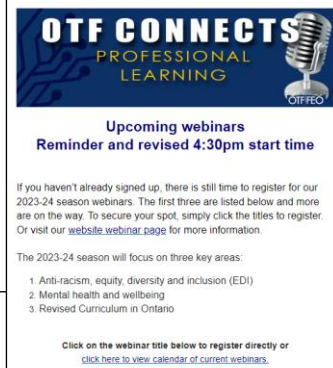 OTF CONNECTS
PROFESSIONAL
LEARNING
OTF/FEO
Upcoming webinars
Reminder and revised 4:30pm start time
If you haven't already signed up, there is still time to register for our
2023-24 season webinars. The first three are listed below and more
are on the way. To secure your spot, simply click the titles to register.
Or visit our website webinar page for more information.
The 2023-24 season will focus on three key areas:
1. Anti-racism, equity, diversity and inclusion (EDI)
2. Mental health and wellbeing
3. Revised Curriculum in Ontario
Click on the webinar title below to register directly or
click here to view calendar of current webinars.